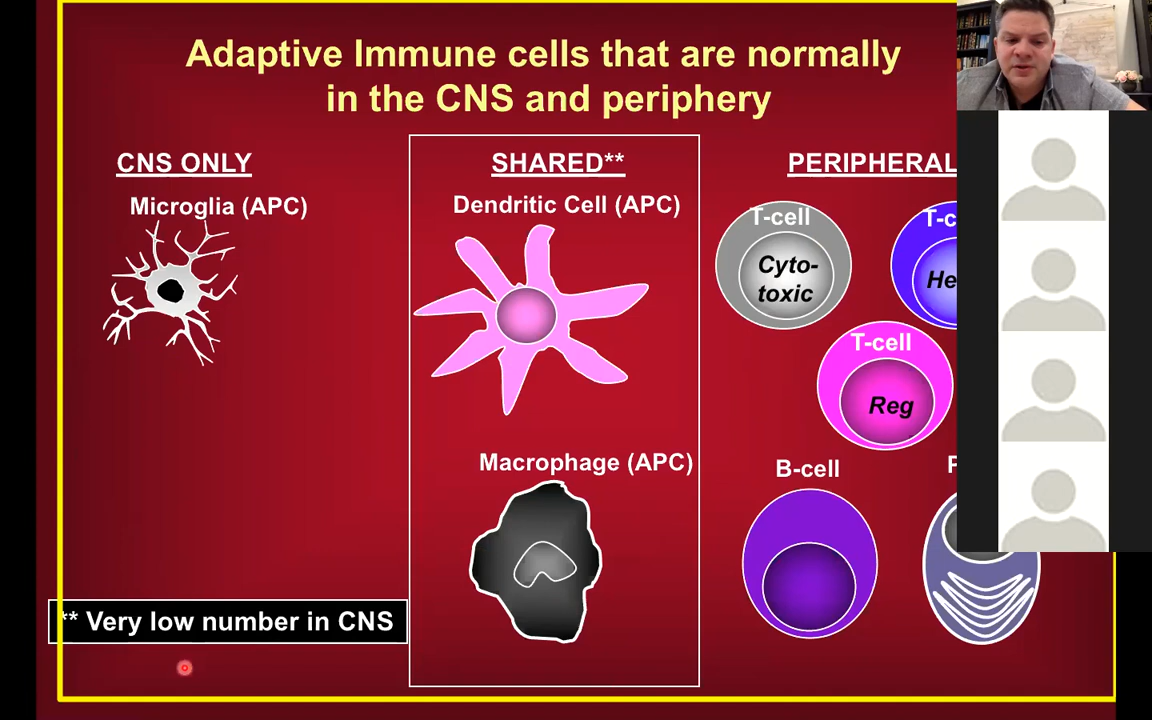 Adaptive Immune cells that are normally
in the CNS and periphery
CNS ONLY
Microglia (APC)
SHARED**
Dendritic Cell (APC)
Macrophage (APC)
PERIPHERAL
T-cell
Cyto-
toxic
T-c
He
T-cell
Reg
B-cell
** Very low number in CNS